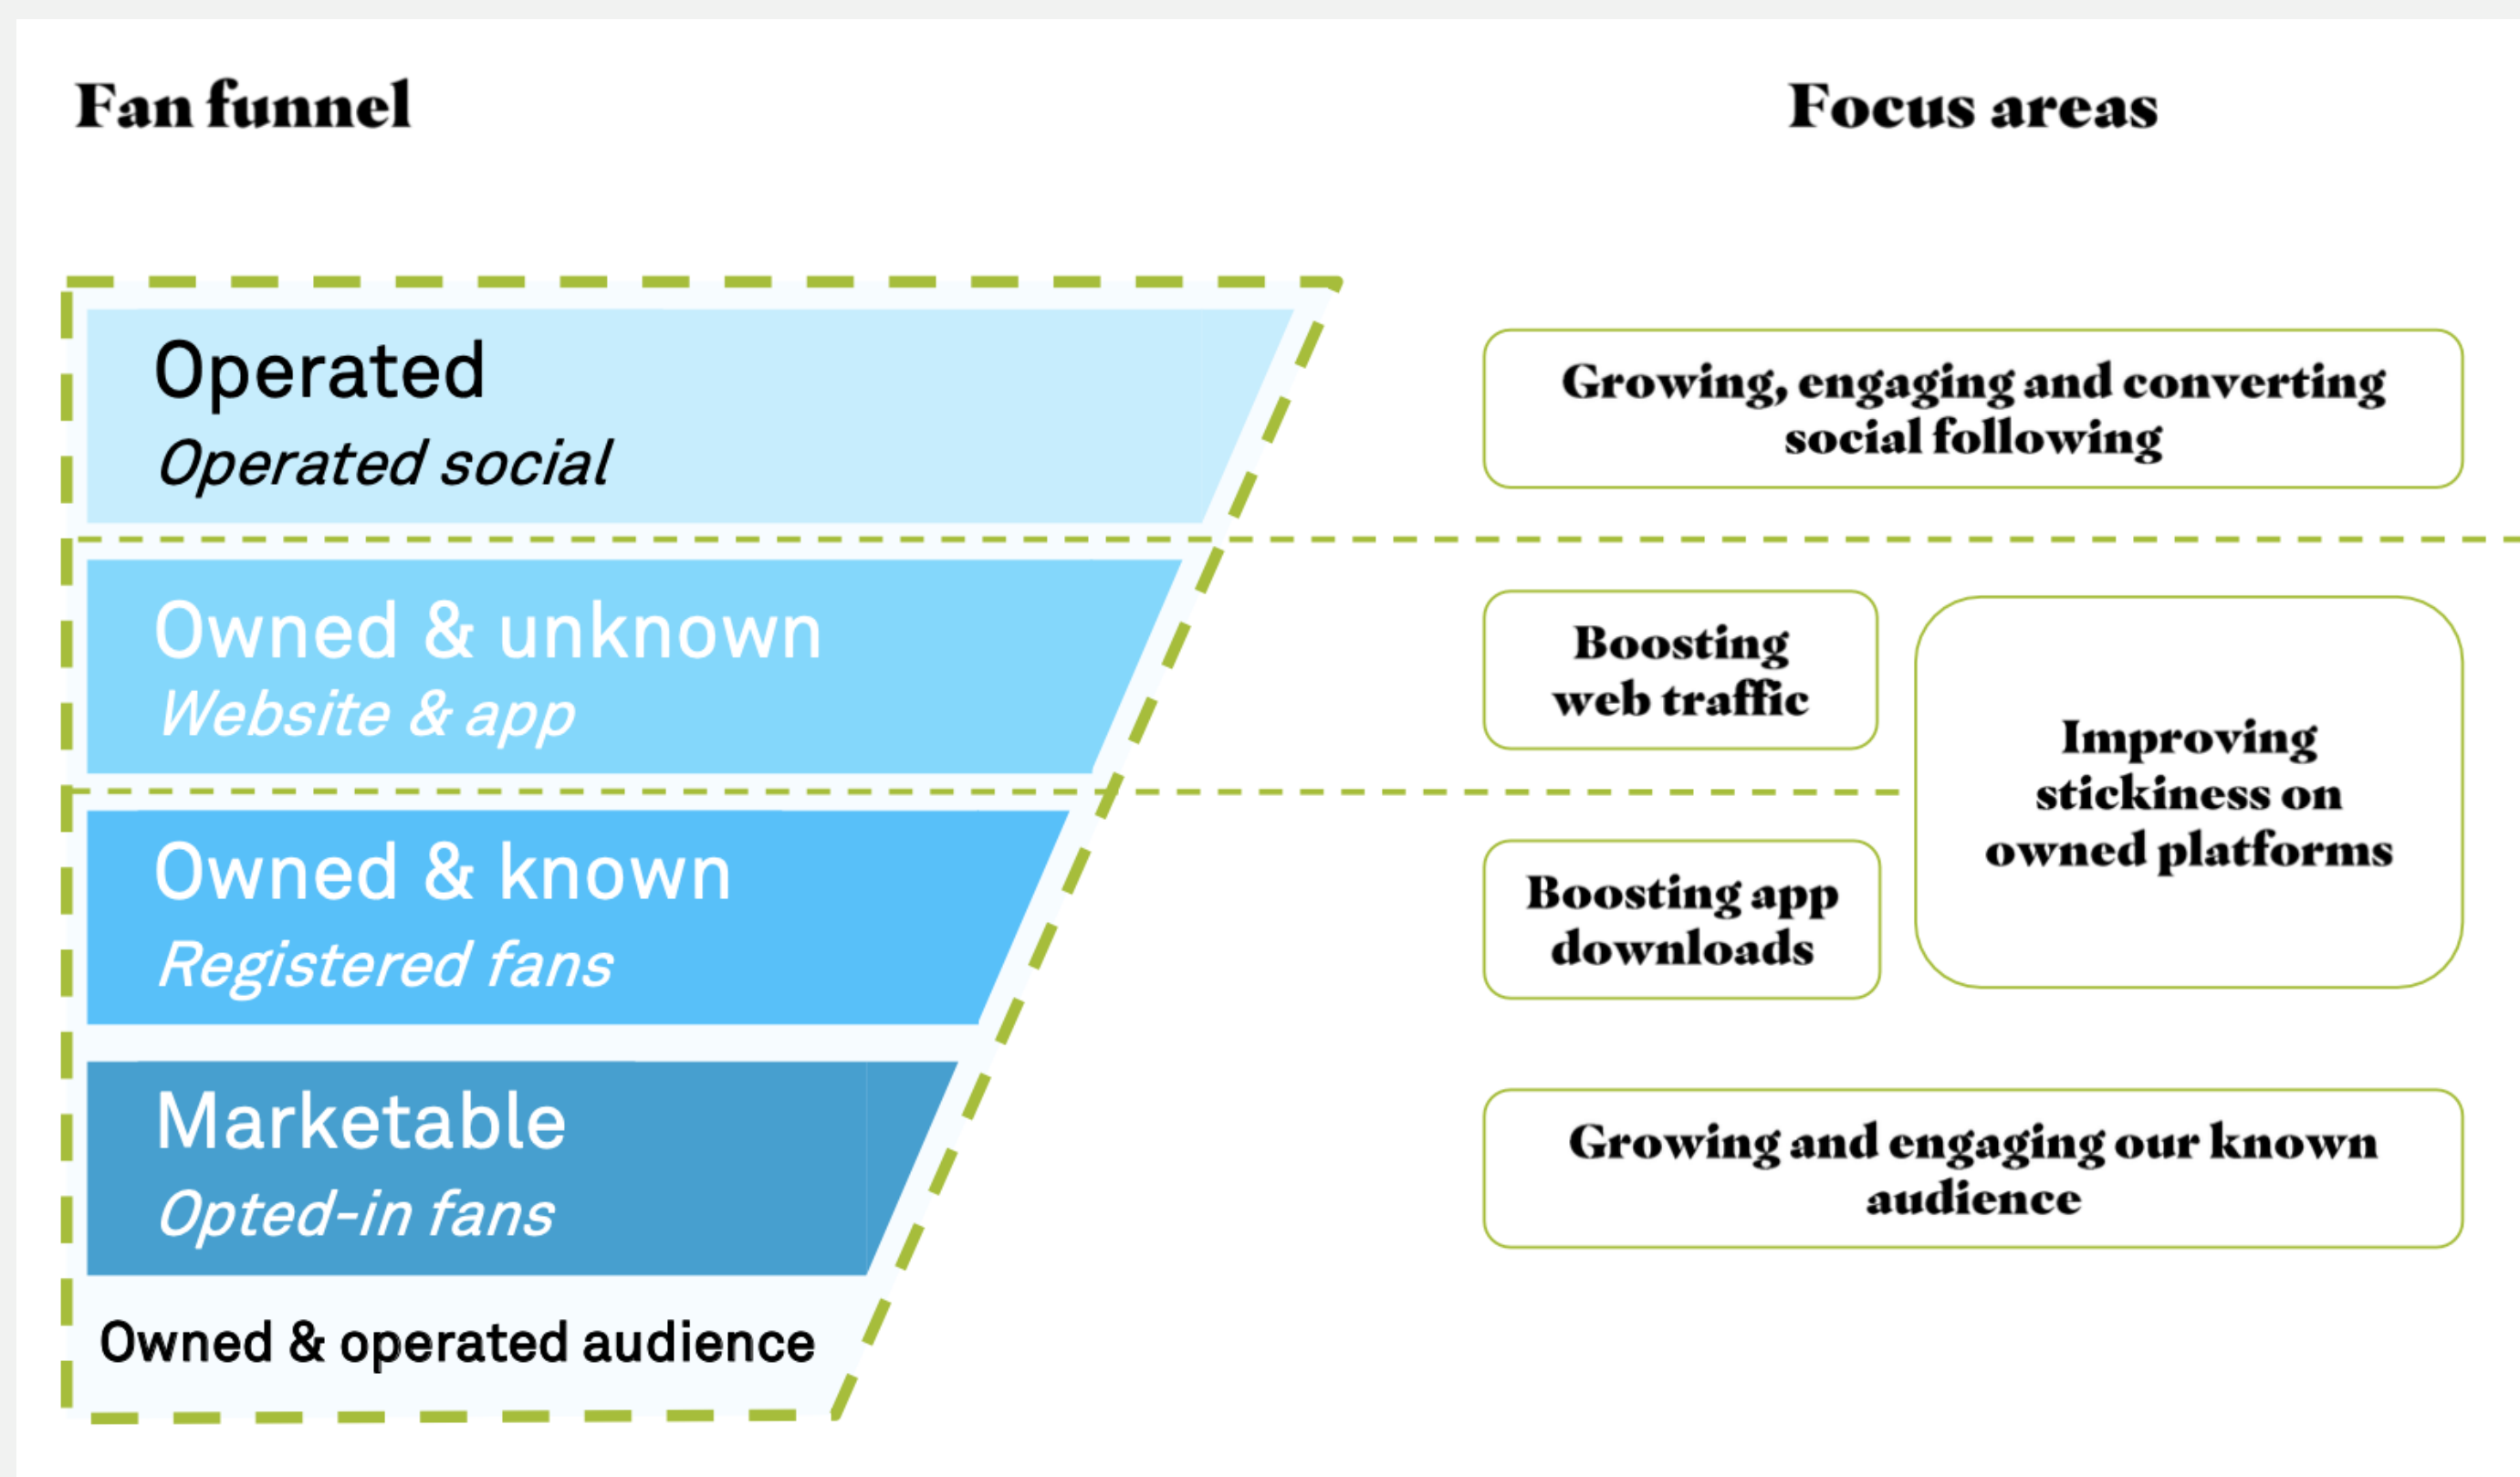 Fan funnel
Focus areas
Operated
Operated social
Growing, engaging and converting
social following
Owned & unknown
Website & app
Boosting
web traffic
Improving
stickiness on
owned platforms
Owned & known
Registered fans
Boosting app
downloads
Marketable
Opted-in fans
Growing and engaging our known
audience
Owned & operated audience